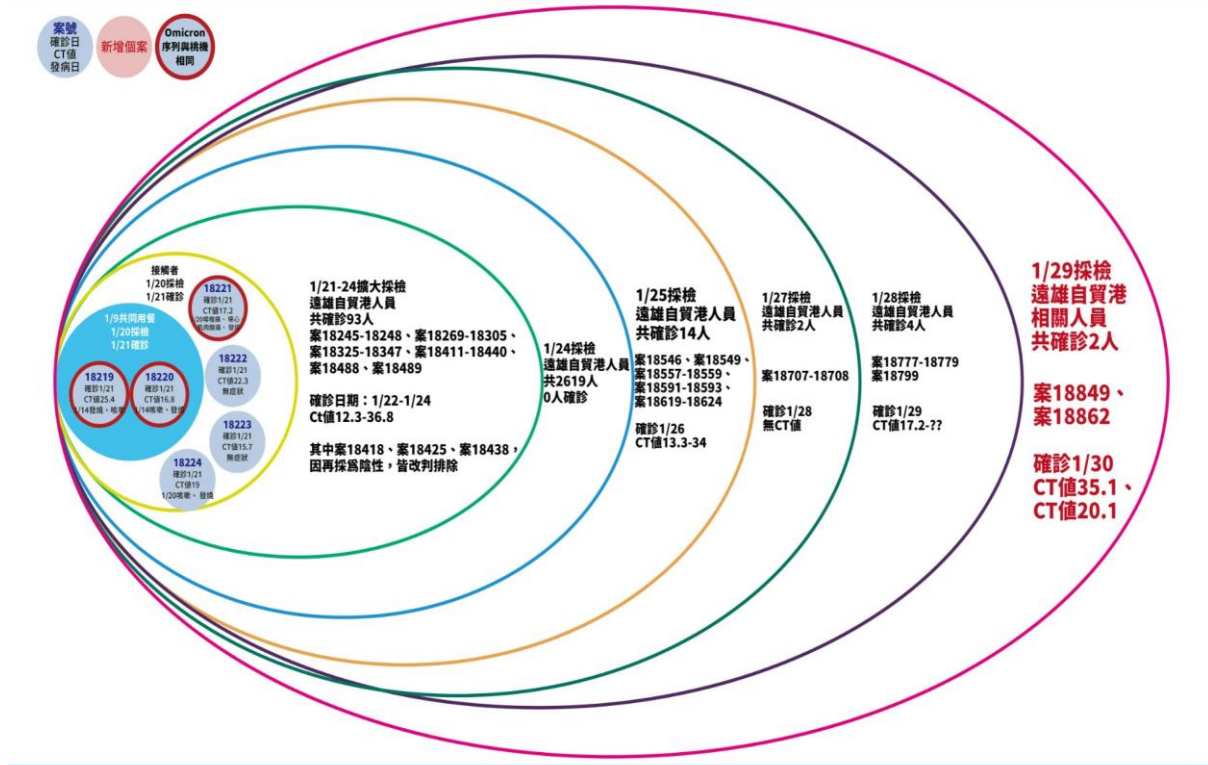 案號
確診日
CT值
發病日
新增個案
Omicron
序列與桃機
相同
接觸者
1/20採檢
1/21確診
1/9共同用餐
1/20採檢
1/21確診
18219
確診1/21
CT值25.4
1/14發燒、咳嗽
18220
確診1/21
CT值16.8
1/14咳嗽、發燒
18221
確診1/21
CT值17.2
18222
確診1/21
CT值22.3
無症狀
18223
確診1/21
CT值15.7
無症狀
18224
確診1/21
CT值19
1/20咳嗽、發燒
1/21-24擴大採檢
遠雄自貿港人員
共確診93人
案18245-18248、案18269-18305、
案18325-18347、案18411-18440、
案18488、案18489
確診日期：1/22-1/24
Ct值12.3-36.8
其中案18418、案18425、案18438，
因再採為陰性，皆改判排除
1/24採檢
遠雄自貿港人員
共2619人
0人確診
1/25採檢
遠雄自貿港人員
共確診14人
案18546、案18549、
案18557-18559、
案18591-18593、
案18619-18624
確診1/26
CT值13.3-34
1/27採檢
遠雄自貿港人員
共確診2人
案18707-18708
確診1/28
無CT值
1/28採檢
遠雄自貿港人員
共確診4人
案18777-18779
案18799
確診1/29
CT值17.2-??
1/29採檢
遠雄自貿港
相關人員
共確診2人
案18849、
案18862
確診1/30
CT值35.1、
CT值20.1